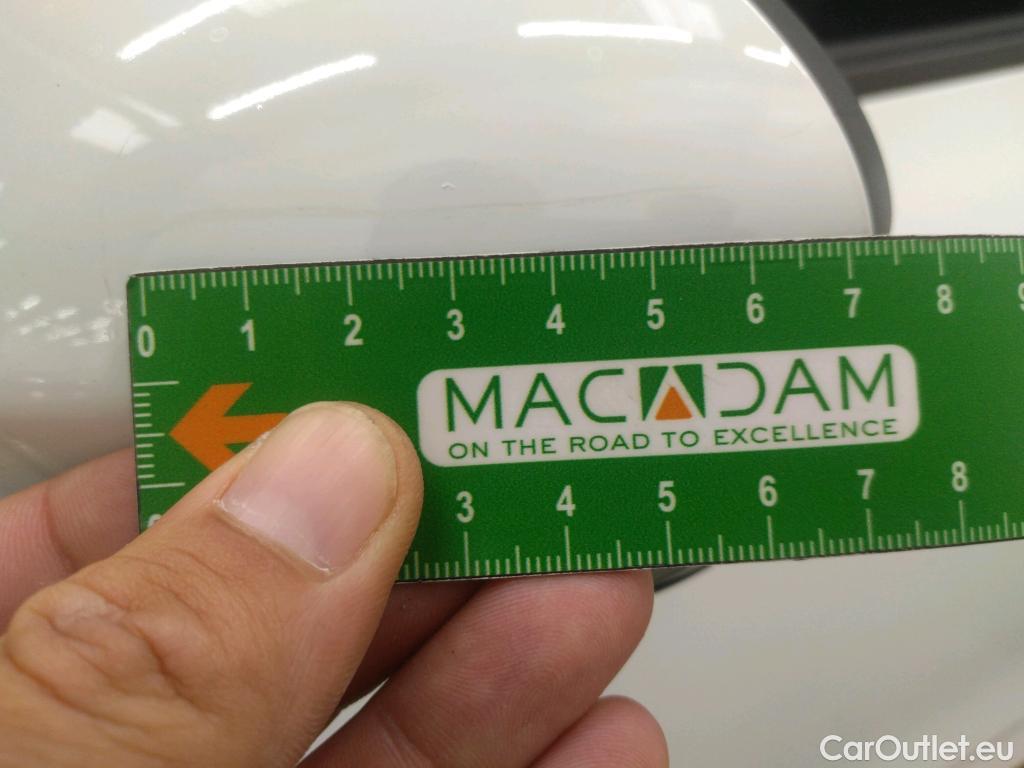 0 1 2 3 4 5 6 7 8 9
MACADAM
ON THE ROAD TO EXCELLENCE
3 4 5 6 7 8
CarOutlet.eu